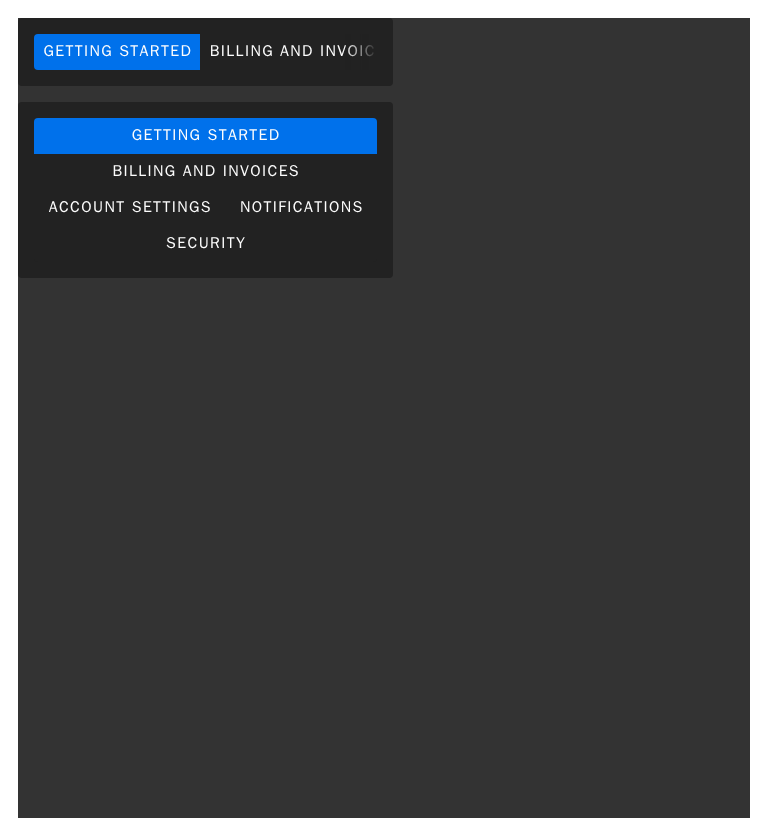 GETTING STARTED BILLING AND INVOIC
GETTING STARTED
BILLING AND INVOICES
ACCOUNT SETTINGS NOTIFICATIONS
SECURITY